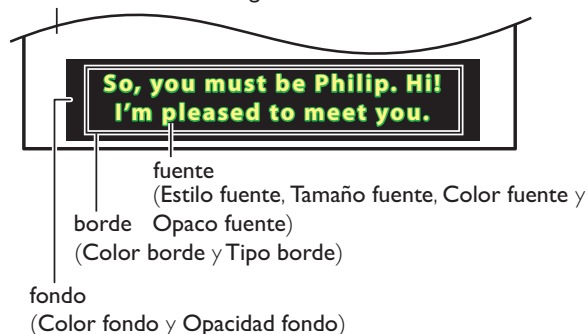 So, you must be Philip. Hi!
I'm pleased to meet you.
fuente
(Estilo fuente, Tamaño fuente, Color fuente y
Opaco fuente)
borde
(Color borde y Tipo borde)
fondo
(Color fondo y Opacidad fondo)